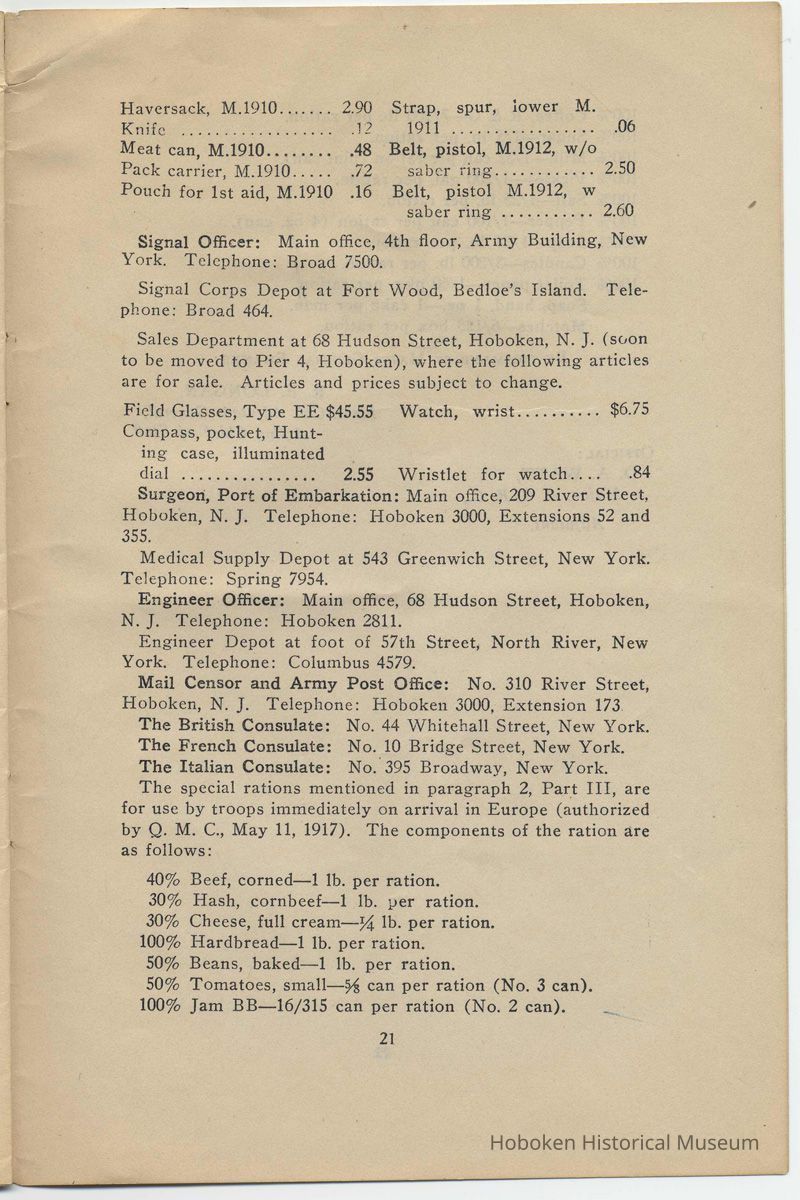 Haversack, M.1910....... 2.90
Knife .................. .12
Meat can, M.1910........ .48
Pack carrier, M.1910..... .72
Pouch for 1st aid, M.1910 .16
Strap, spur, lower M.
1911 ................. .06
Belt, pistol, M.1912, w/o
saber ring............ 2.50
Belt, pistol M.1912, w
saber ring ........... 2.60
Signal Officer: Main office, 4th floor, Army Building, New
York. Telephone: Broad 7500.
Signal Corps Depot at Fort Wood, Bedloe's Island. Tele-
phone: Broad 464.
Sales Department at 68 Hudson Street, Hoboken, N. J. (soon
to be moved to Pier 4, Hoboken), where the following articles
are for sale. Articles and prices subject to change.
Field Glasses, Type EE $45.55
Compass, pocket, Hunt-
ing case, illuminated
dial ................ 2.55
Watch, wrist.......... $6.75
Wristlet for watch.... .84
Surgeon, Port of Embarkation: Main office, 209 River Street,
Hoboken, N. J. Telephone: Hoboken 3000, Extensions 52 and
355.
Medical Supply Depot at 543 Greenwich Street, New York.
Telephone: Spring 7954.
Engineer Officer: Main office, 68 Hudson Street, Hoboken,
N. J. Telephone: Hoboken 2811.
Engineer Depot at foot of 57th Street, North River, New
York. Telephone: Columbus 4579.
Mail Censor and Army Post Office: No. 310 River Street,
Hoboken, N. J. Telephone: Hoboken 3000, Extension 173
The British Consulate: No. 44 Whitehall Street, New York.
The French Consulate: No. 10 Bridge Street, New York.
The Italian Consulate: No. 395 Broadway, New York.
The special rations mentioned in paragraph 2, Part III, are
for use by troops immediately on arrival in Europe (authorized
by Q. M. C., May 11, 1917). The components of the ration are
as follows:
40% Beef, corned—1 lb. per ration.
30% Hash, cornbeef—1 lb. per ration.
30% Cheese, full cream—¼ lb. per ration.
100% Hardbread—1 lb. per ration.
50% Beans, baked—1 lb. per ration.
50% Tomatoes, small—⅝ can per ration (No. 3 can).
100% Jam BB—16/315 can per ration (No. 2 can).
21
Hoboken Historical Museum